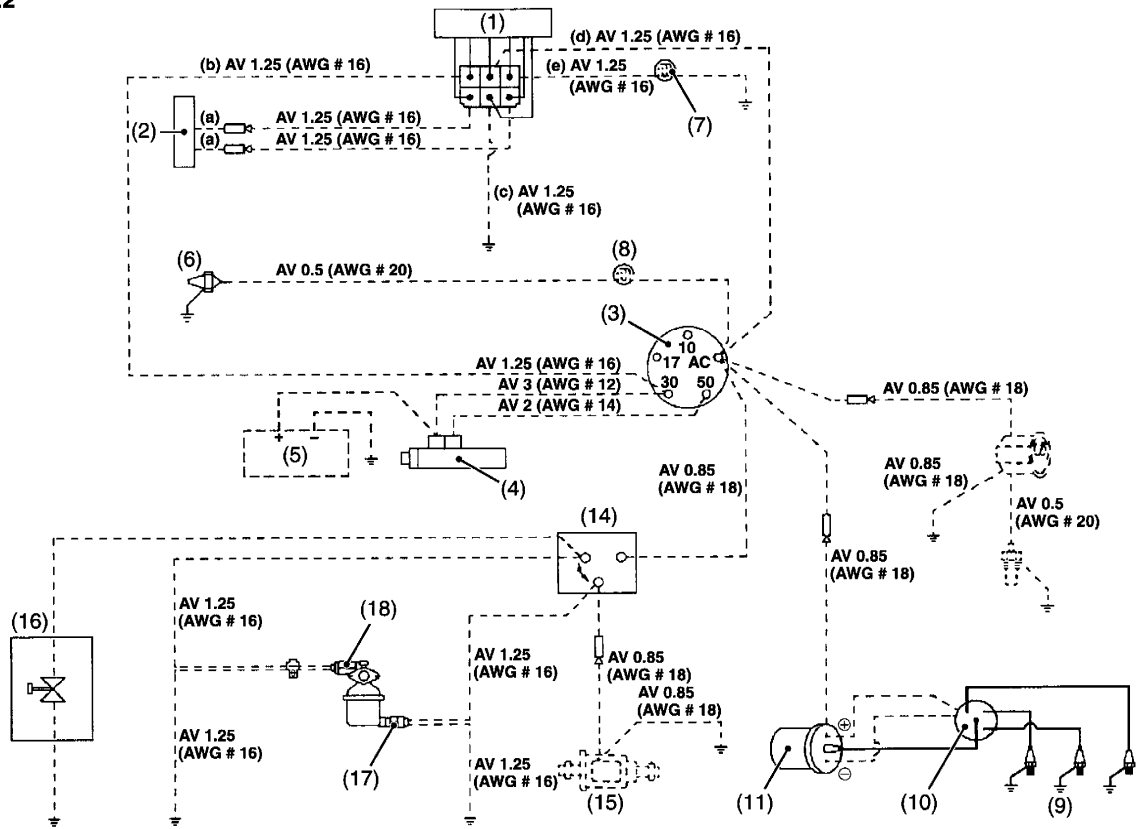 (1)
(d) AV 1.25 (AWG # 16)
(b) AV 1.25 (AWG # 16)
(e) AV 1.25
(AWG # 16)
(7)
(2)
(a)
AV 1.25 (AWG # 16)
(a)
AV 1.25 (AWG # 16)
(c) AV 1.25
(AWG # 16)
(6)
AV 0.5 (AWG # 20)
(8)
(3)
10
17 AC
30 50
AV 1.25 (AWG # 16)
AV 3 (AWG # 12)
AV 2 (AWG # 14)
AV 0.85 (AWG # 18)
+ −
(5)
(4)
AV 0.85
(AWG # 18)
AV 0.85
(AWG # 18)
AV 0.5
(AWG # 20)
(14)
AV 0.85
(AWG # 18)
(16)
AV 1.25
(AWG # 16)
(18)
AV 1.25
(AWG # 16)
AV 0.85
(AWG # 18)
AV 0.85
(AWG # 18)
AV 1.25
(AWG # 16)
(17)
AV 1.25
(AWG # 16)
(15)
+
−
(11)
(10)
(9)